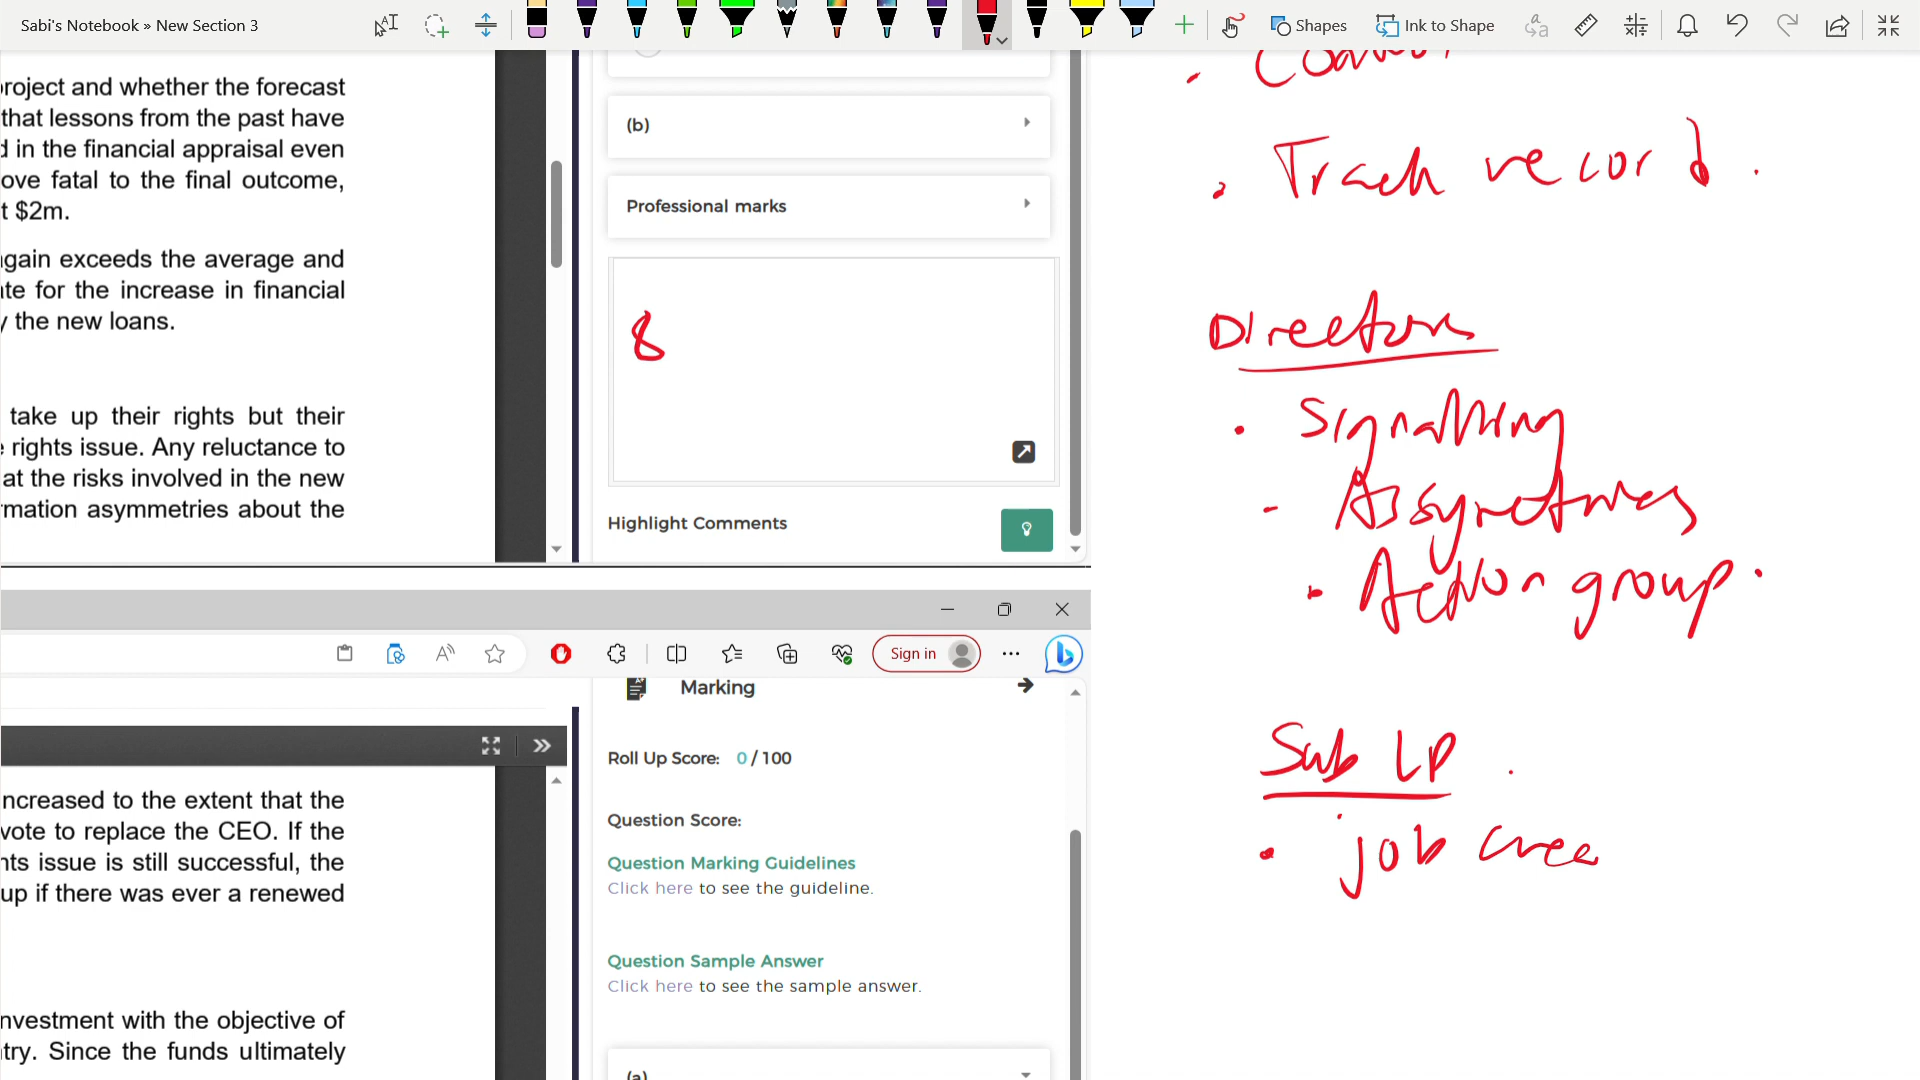 Sabi's Notebook » New Section 3
Shapes
Ink to Shape
roject and whether the forecast
that lessons from the past have
d in the financial appraisal even
ove fatal to the final outcome,
t $2m.
gain exceeds the average and
te for the increase in financial
y the new loans.
take up their rights but their
rights issue. Any reluctance to
at the risks involved in the new
rmation asymmetries about the
(b)
Professional marks
8
Highlight Comments
Track record.
Directors
• Signalling
- Assymetries
• Action group.
Sub LP.
• job crea
Sign in
Marking
Roll Up Score: 0 / 100
Question Score:
Question Marking Guidelines
Click here to see the guideline.
Question Sample Answer
Click here to see the sample answer.
(a)
ncreased to the extent that the
vote to replace the CEO. If the
nts issue is still successful, the
up if there was ever a renewed
nvestment with the objective of
try. Since the funds ultimately